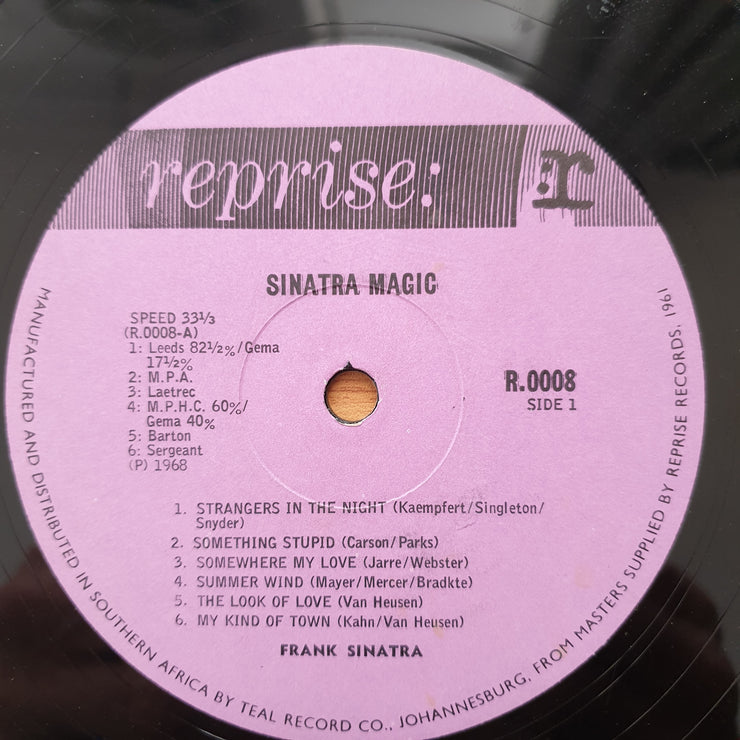 reprise:
:r
SINATRA MAGIC
SPEED 33⅓
(R.0008-A)
1: Leeds 82½%/Gema
17½%
2: M.P.A.
3: Laetrec
4: M.P.H.C. 60%/
Gema 40%
5: Barton
6: Sergeant
(P) 1968
R.0008
SIDE 1
1. STRANGERS IN THE NIGHT (Kaempfert/Singleton/
Snyder)
2. SOMETHING STUPID (Carson/Parks)
3. SOMEWHERE MY LOVE (Jarre/Webster)
4. SUMMER WIND (Mayer/Mercer/Bradkte)
5. THE LOOK OF LOVE (Van Heusen)
6. MY KIND OF TOWN (Kahn/Van Heusen)
FRANK SINATRA
MANUFACTURED AND DISTRIBUTED IN SOUTHERN AFRICA BY TEAL RECORD CO., JOHANNESBURG, FROM MASTERS SUPPLIED BY REPRISE RECORDS, 1961